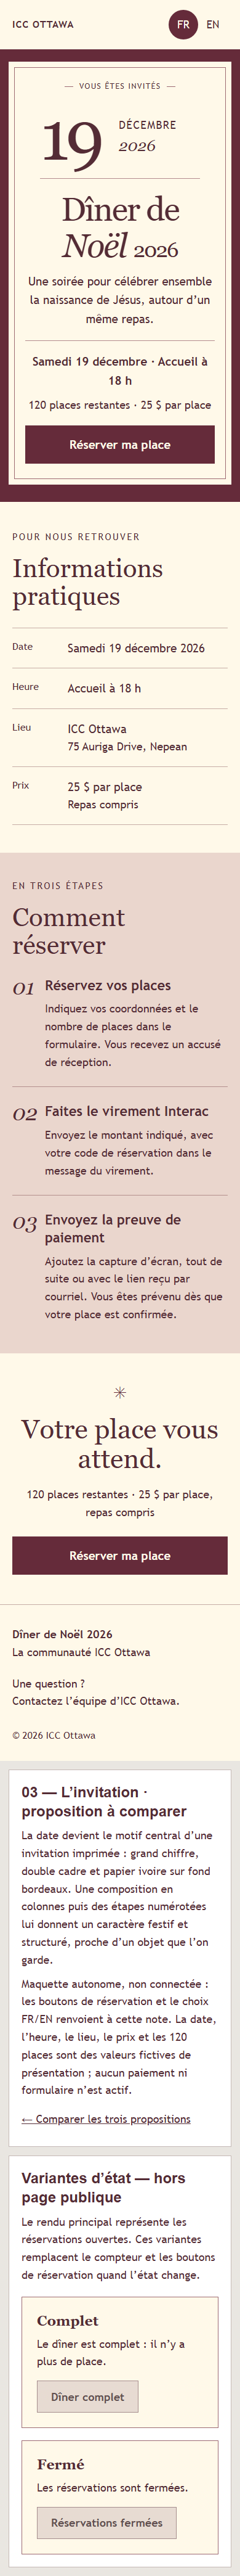 ICC OTTAWA
FR EN
— VOUS ÊTES INVITÉS —
19
DÉCEMBRE
2026
Dîner de
Noël 2026
Une soirée pour célébrer ensemble
la naissance de Jésus, autour d’un
même repas.
Samedi 19 décembre · Accueil à
18 h
120 places restantes · 25 $ par place
Réserver ma place
POUR NOUS RETROUVER
Informations
pratiques
Date Samedi 19 décembre 2026
Heure Accueil à 18 h
Lieu ICC Ottawa
75 Auriga Drive, Nepean
Prix 25 $ par place
Repas compris
EN TROIS ÉTAPES
Comment
réserver
01 Réservez vos places
Indiquez vos coordonnées et le
nombre de places dans le
formulaire. Vous recevez un accusé
de réception.
02 Faites le virement Interac
Envoyez le montant indiqué, avec
votre code de réservation dans le
message du virement.
03 Envoyez la preuve de
paiement
Ajoutez la capture d’écran, tout de
suite ou avec le lien reçu par
courriel. Vous êtes prévenu dès que
votre place est confirmée.
Votre place vous
attend.
120 places restantes · 25 $ par place,
repas compris
Réserver ma place
Dîner de Noël 2026
La communauté ICC Ottawa
Une question ?
Contactez l’équipe d’ICC Ottawa.
© 2026 ICC Ottawa
03 — L’invitation ·
proposition à comparer
La date devient le motif central d’une
invitation imprimée : grand chiffre,
double cadre et papier ivoire sur fond
bordeaux. Une composition en
colonnes puis des étapes numérotées
lui donnent un caractère festif et
structuré, proche d’un objet que l’on
garde.
Maquette autonome, non connectée :
les boutons de réservation et le choix
FR/EN renvoient à cette note. La date,
l’heure, le lieu, le prix et les 120
places sont des valeurs fictives de
présentation ; aucun paiement ni
formulaire n’est actif.
← Comparer les trois propositions
Variantes d’état — hors
page publique
Le rendu principal représente les
réservations ouvertes. Ces variantes
remplacent le compteur et les boutons
de réservation quand l’état change.
Complet
Le dîner est complet : il n’y a
plus de place.
Dîner complet
Fermé
Les réservations sont fermées.
Réservations fermées